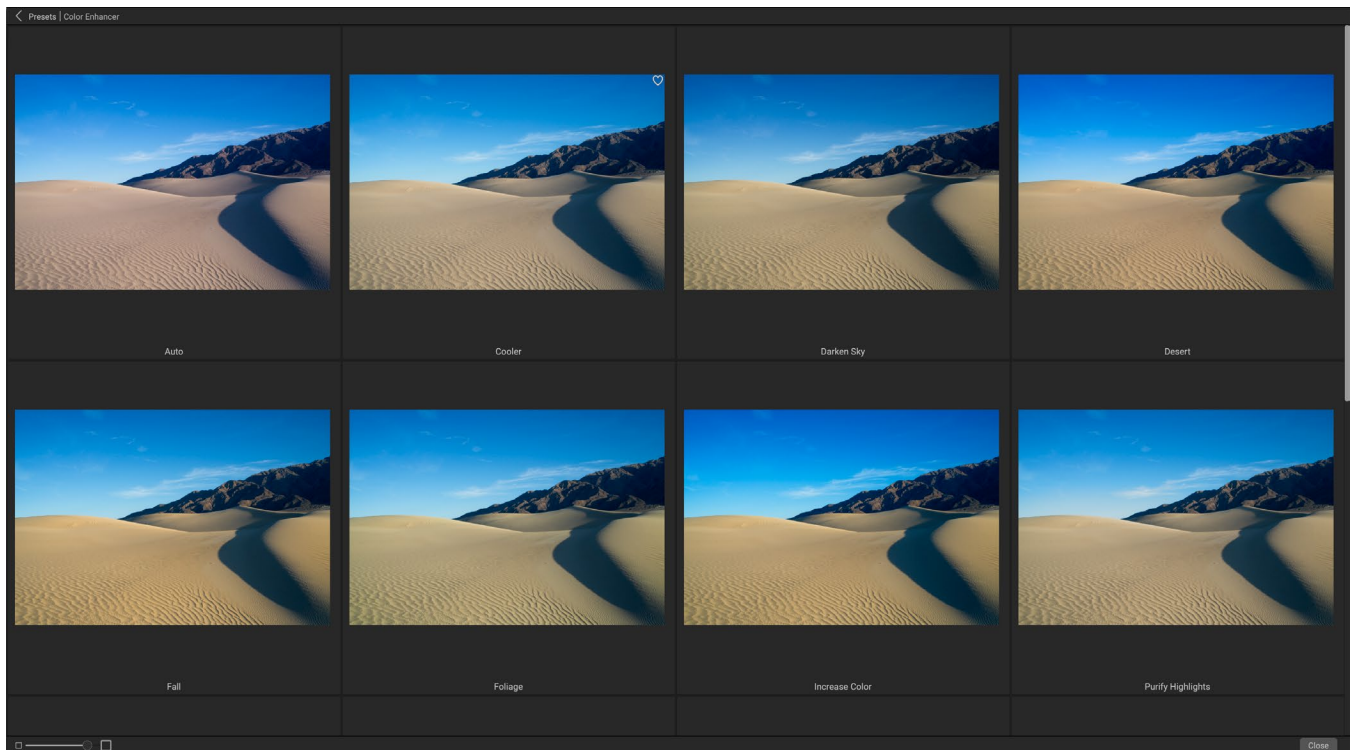 Presets | Color Enhancer
Auto
Cooler
Darken Sky
Desert
Fall
Foliage
Increase Color
Purify Highlights
Close